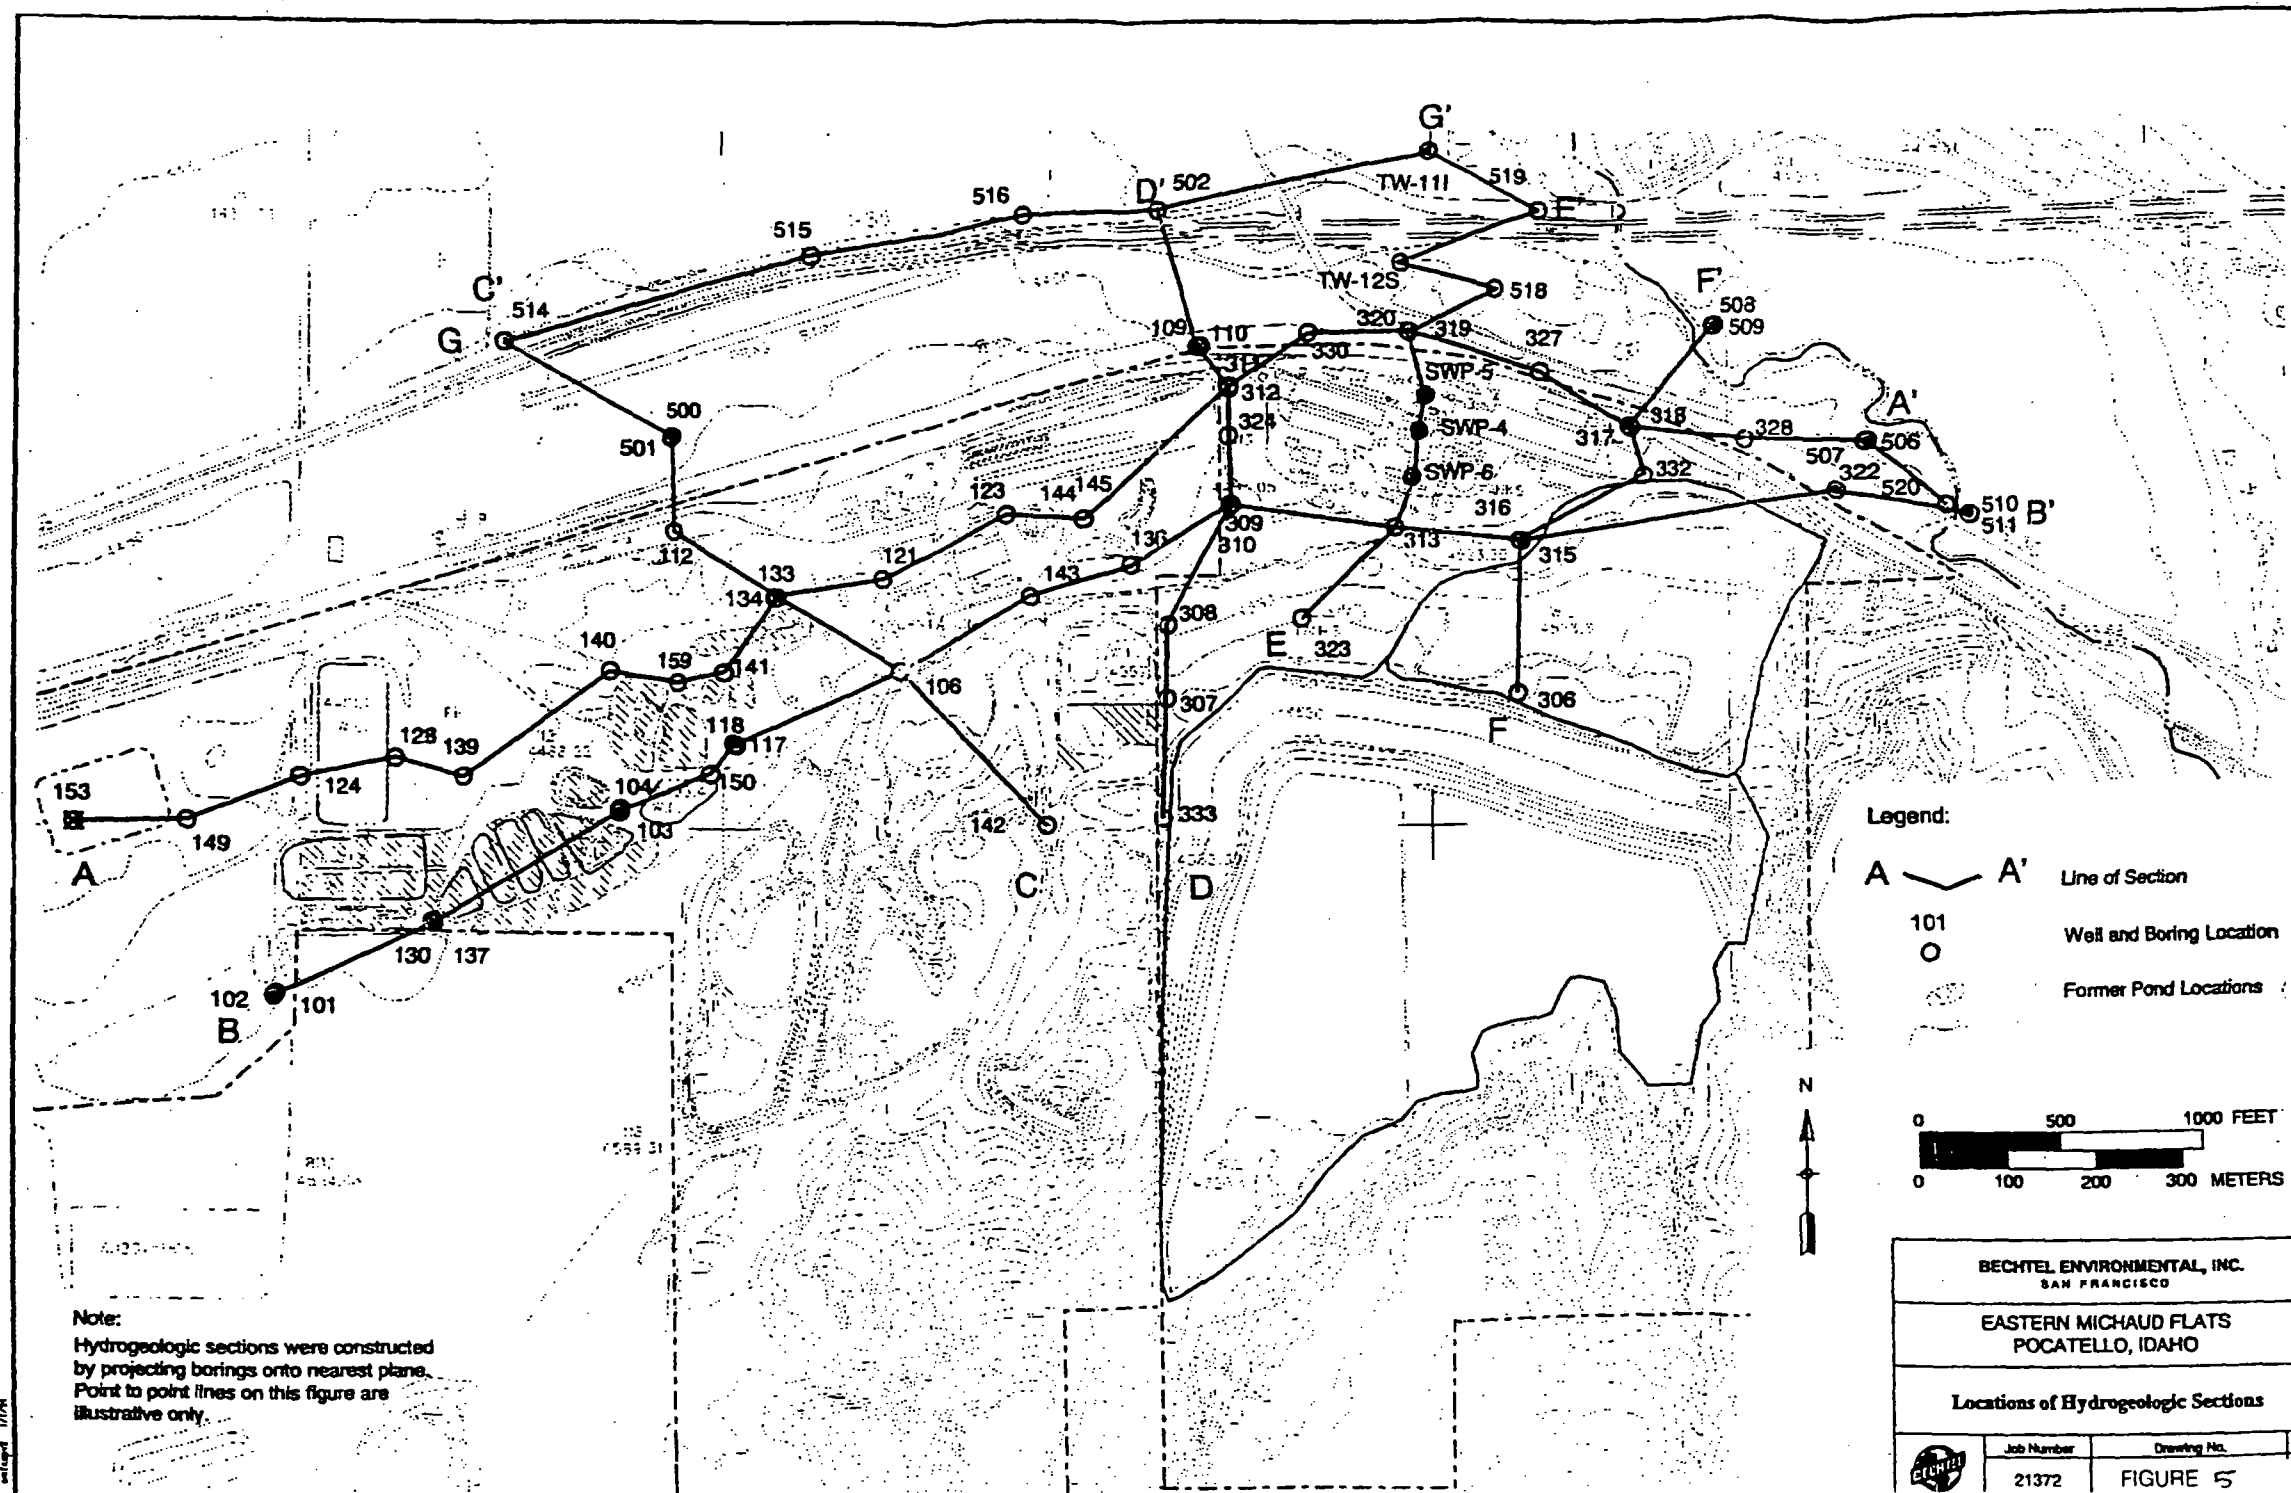 G'
TW-11I
519
E'
D'
502
516
515
C'
514
G
TW-12S
518
F'
508
509
109
110
320
319
330
327
311
312
SWP-5
324
SWP-4
SWP-6
318
317
328
A'
506
507
322
520
332
510
511
B'
500
501
112
123
144
145
136
309
310
313
316
315
133
134
121
143
308
E
323
140
159
141
106
307
306
F
118
117
128
139
124
153
149
A
104
103
150
142
333
C
D
130
137
102
101
B
Legend:
A
A'
Line of Section
101
Well and Boring Location
Former Pond Locations
N
0
500
1000 FEET
0
100
200
300 METERS
Note:
Hydrogeologic sections were constructed
by projecting borings onto nearest plane.
Point to point lines on this figure are
illustrative only.
BECHTEL ENVIRONMENTAL, INC.
SAN FRANCISCO
EASTERN MICHAUD FLATS
POCATELLO, IDAHO
Locations of Hydrogeologic Sections
BECHTEL
Job Number
Drawing No.
21372
FIGURE 5